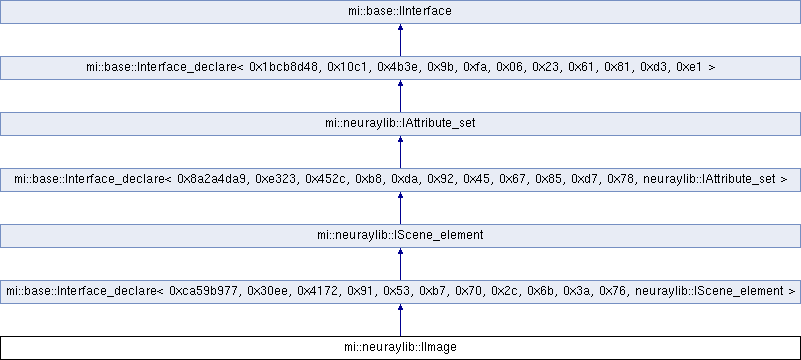 mi::base::IInterface
mi::base::Interface_declare< 0x1bcb8d48, 0x10c1, 0x4b3e, 0x9b, 0xfa, 0x06, 0x23, 0x61, 0x81, 0xd3, 0xe1 >
mi::neuraylib::IAttribute_set
mi::base::Interface_declare< 0x8a2a4da9, 0xe323, 0x452c, 0xb8, 0xda, 0x92, 0x45, 0x67, 0x85, 0xd7, 0x78, neuraylib::IAttribute_set >
mi::neuraylib::IScene_element
mi::base::Interface_declare< 0xca59b977, 0x30ee, 0x4172, 0x91, 0x53, 0xb7, 0x70, 0x2c, 0x6b, 0x3a, 0x76, neuraylib::IScene_element >
mi::neuraylib::IImage